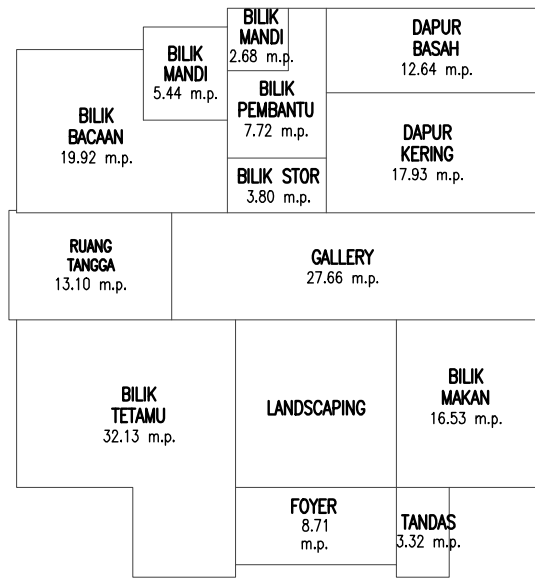 BILIK
MANDI
2.68 m.p.
DAPUR
BASAH
12.64 m.p.
BILIK
MANDI
5.44 m.p.
BILIK
PEMBANTU
7.72 m.p.
BILIK
BACAAN
19.92 m.p.
DAPUR
KERING
17.93 m.p.
BILIK STOR
3.80 m.p.
RUANG
TANGGA
13.10 m.p.
GALLERY
27.66 m.p.
BILIK
TETAMU
32.13 m.p.
LANDSCAPING
BILIK
MAKAN
16.53 m.p.
FOYER
8.71
m.p.
TANDAS
3.32 m.p.